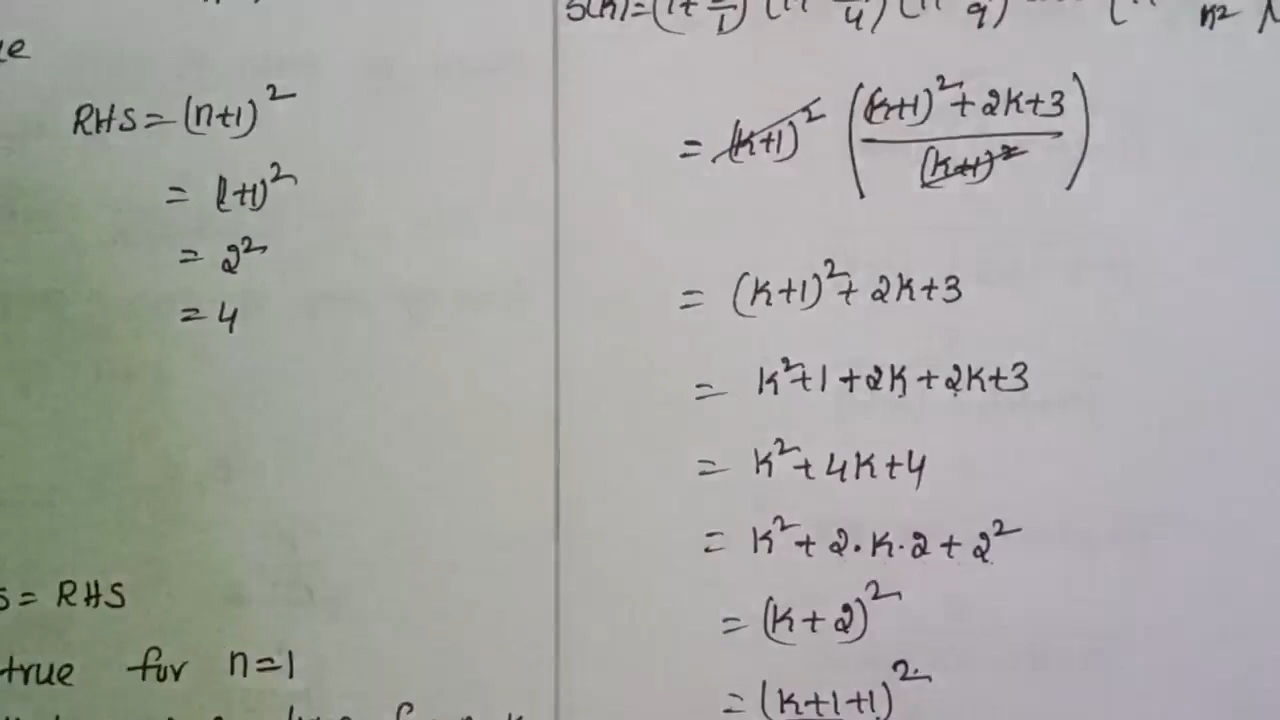 RHS = (n+1)²
= (1+1)²
= 2²
= 4
= RHS
true for n=1
= (k+1)² ((k+1)² + 2k+3 / (k+1)²)
= (k+1)² + 2k+3
= k²+1+2k+2k+3
= k²+4k+4
= k²+2.k.2+2²
= (k+2)²
= (k+1+1)²